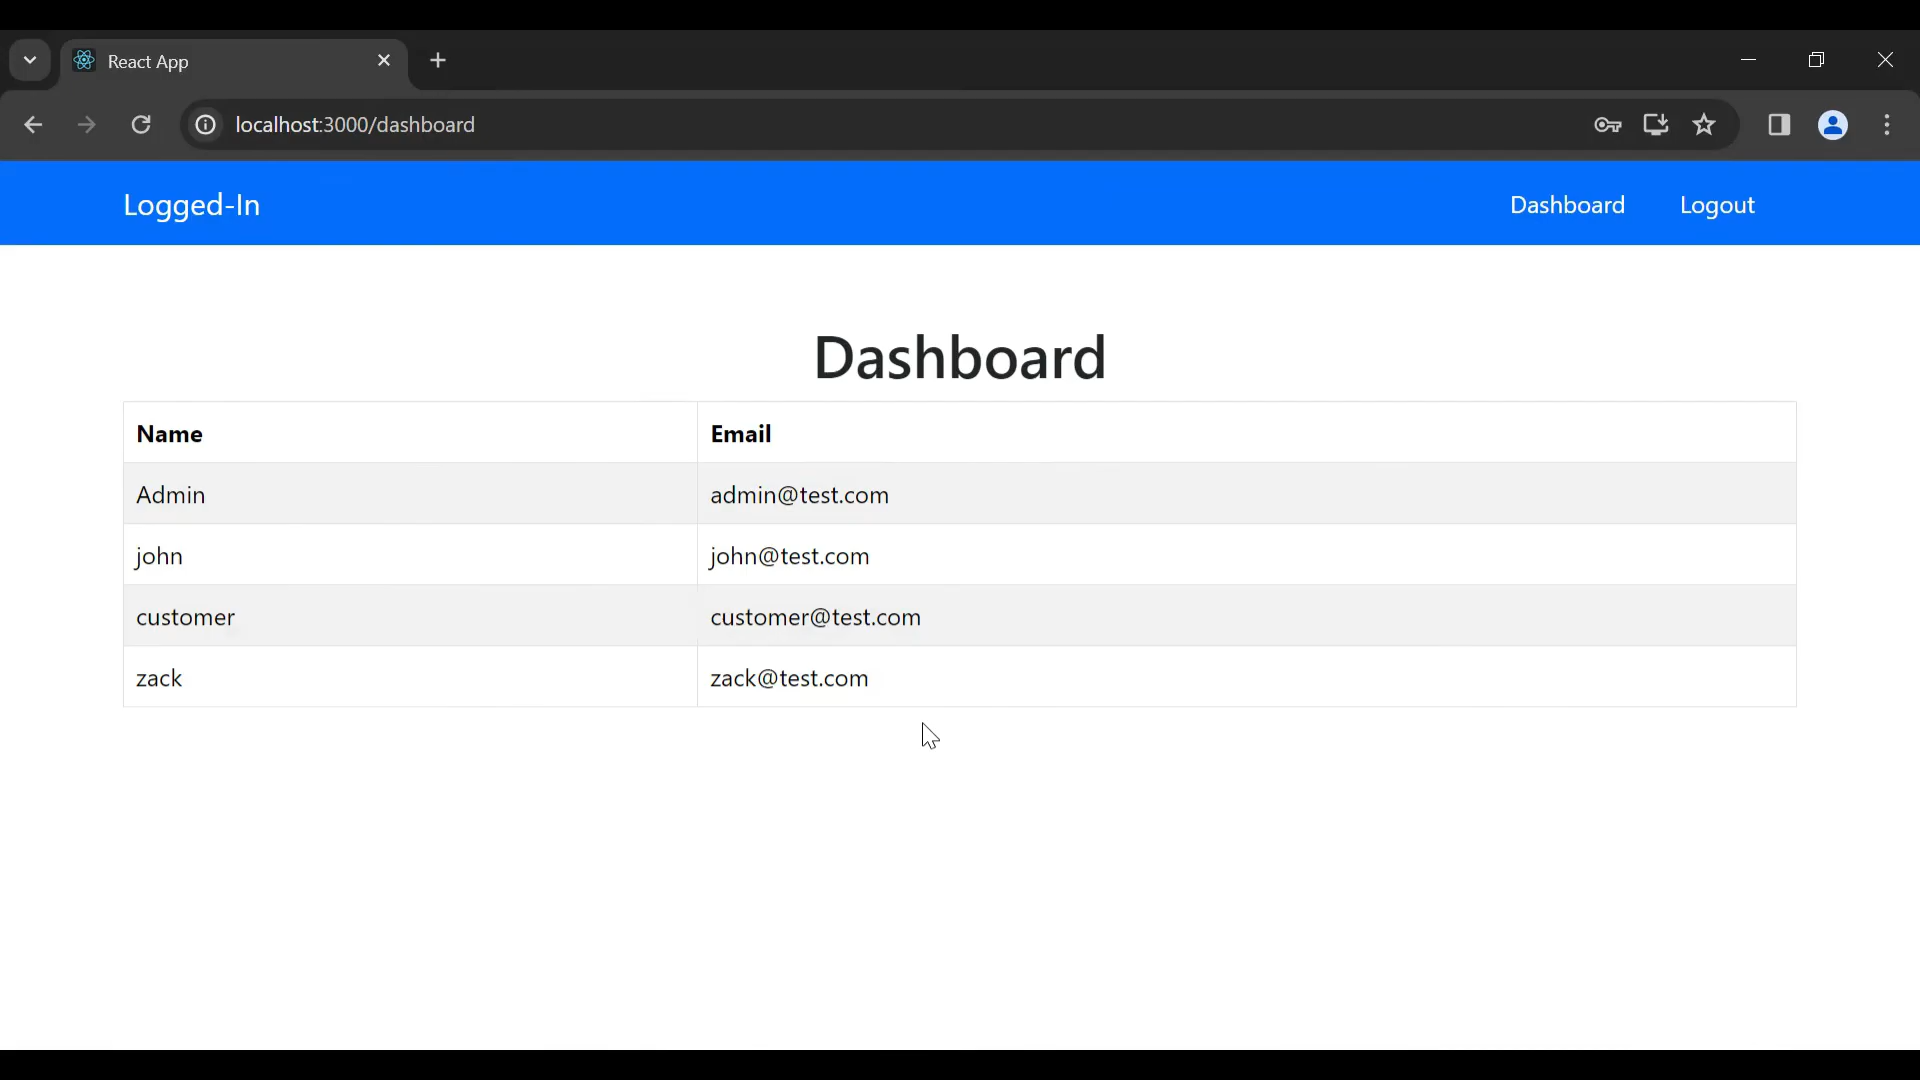 React App
localhost:3000/dashboard
Logged-In Dashboard Logout
Dashboard
Name Email
Admin admin@test.com
john john@test.com
customer customer@test.com
zack zack@test.com